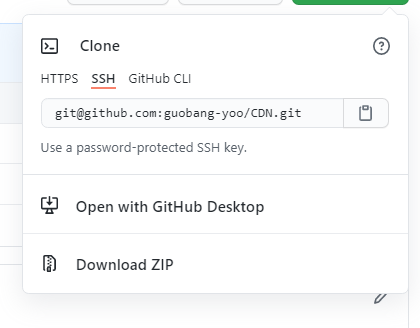 Clone
HTTPS SSH GitHub CLI
git@github.com:guobang-yoo/CDN.git
Use a password-protected SSH key.
Open with GitHub Desktop
Download ZIP